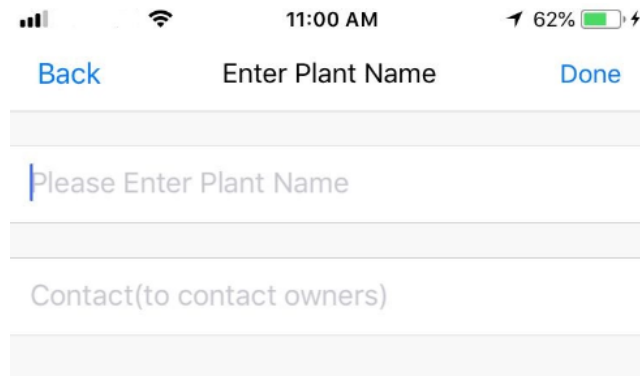 11:00 AM 62%
Back Enter Plant Name Done
Please Enter Plant Name
Contact(to contact owners)